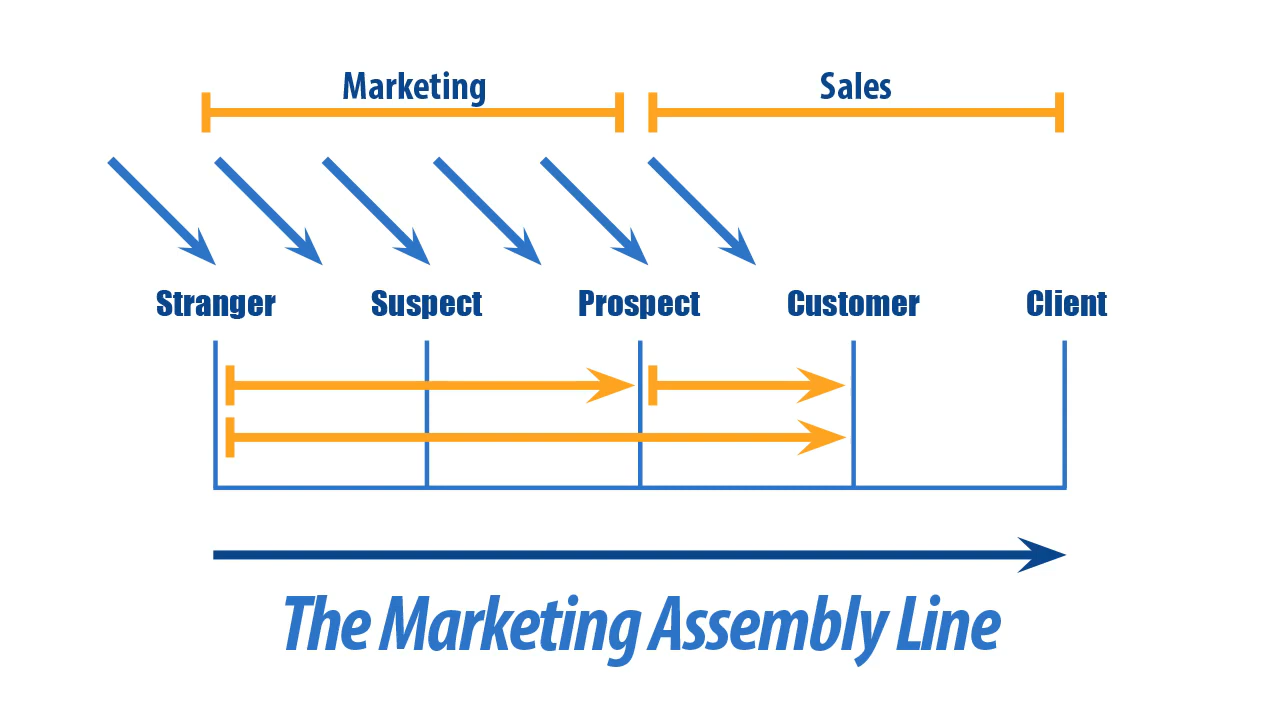 Marketing Sales
Stranger Suspect Prospect Customer Client
The Marketing Assembly Line